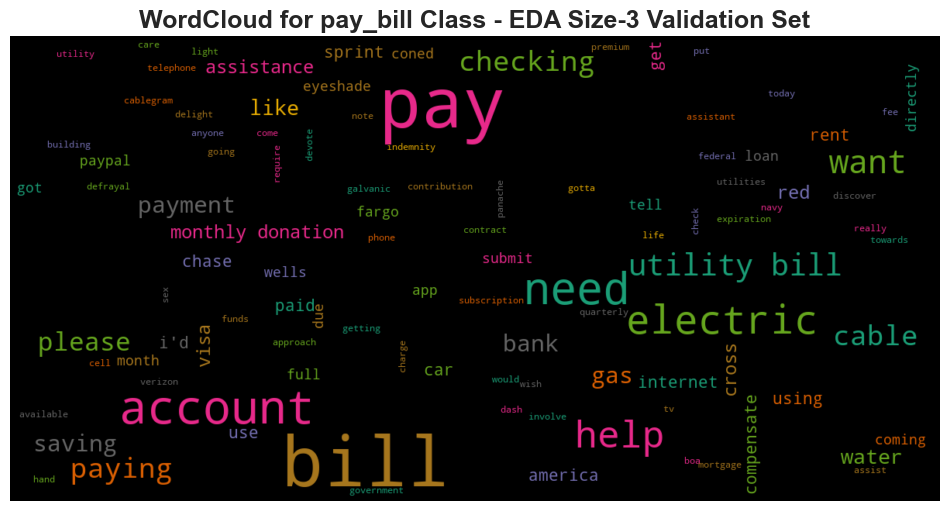 WordCloud for pay_bill Class - EDA Size-3 Validation Set
utility
care
light
telephone
assistance
sprint
coned
checking
premium
get
put
directly
cablegram
delight
eyeshade
like
note
pay
today
assistant
fee
building
anyone
come
going
require
devote
indemnity
rent
want
federal
loan
paypal
got
defrayal
galvanic
contribution
panache
gotta
utilities
red
discover
payment
fargo
tell
check
navy
expiration
monthly donation
phone
contract
life
really
towards
chase
wells
submit
need
utility bill
sex
paid
due
app
subscription
quarterly
electric
funds
getting
cable
please
i'd
visa
approach
charge
bank
cross
cell
month
verizon
full
car
would
wish
gas
internet
using
account
available
use
dash
involve
tv
help
compensate
coming
saving
paying
bill
hand
government
america
boa
mortgage
water
assist